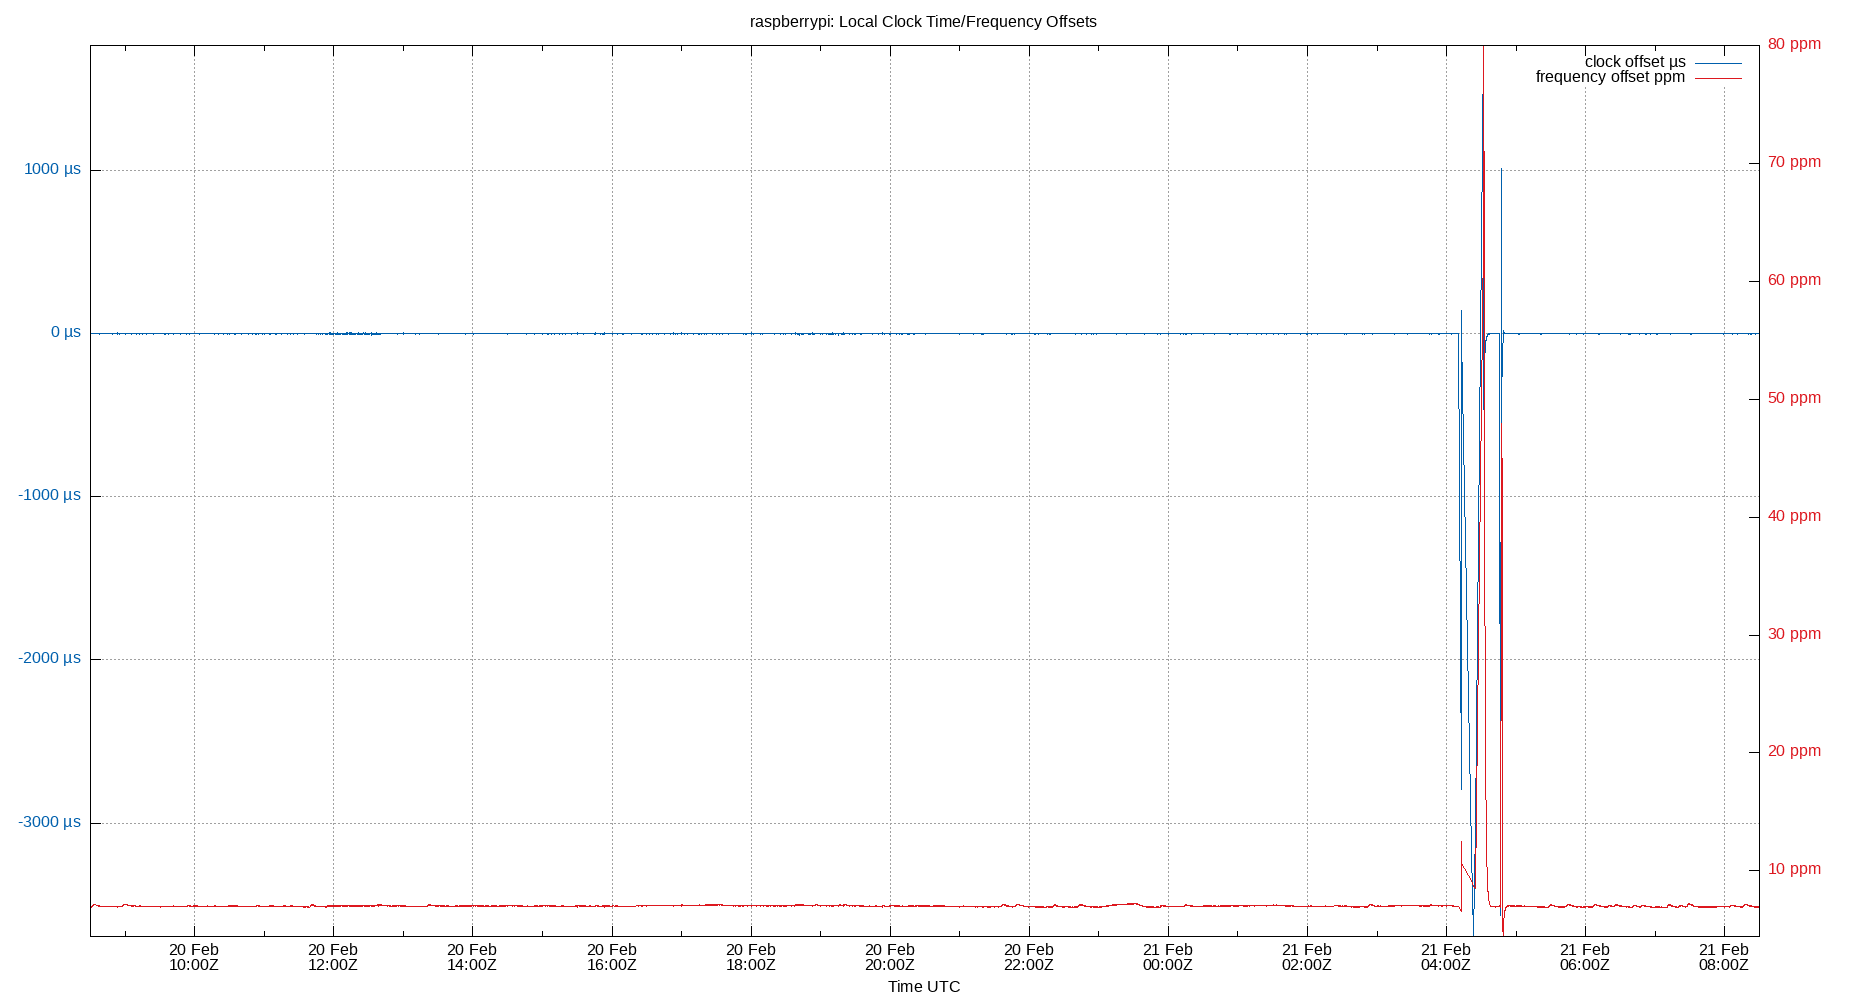 raspberrypi: Local Clock Time/Frequency Offsets
clock offset µs
frequency offset ppm
1000 µs
0 µs
-1000 µs
-2000 µs
-3000 µs
80 ppm
70 ppm
60 ppm
50 ppm
40 ppm
30 ppm
20 ppm
10 ppm
20 Feb 20 Feb 20 Feb 20 Feb 20 Feb 20 Feb 20 Feb 21 Feb 21 Feb 21 Feb 21 Feb 21 Feb
10:00Z 12:00Z 14:00Z 16:00Z 18:00Z 20:00Z 22:00Z 00:00Z 02:00Z 04:00Z 06:00Z 08:00Z
Time UTC